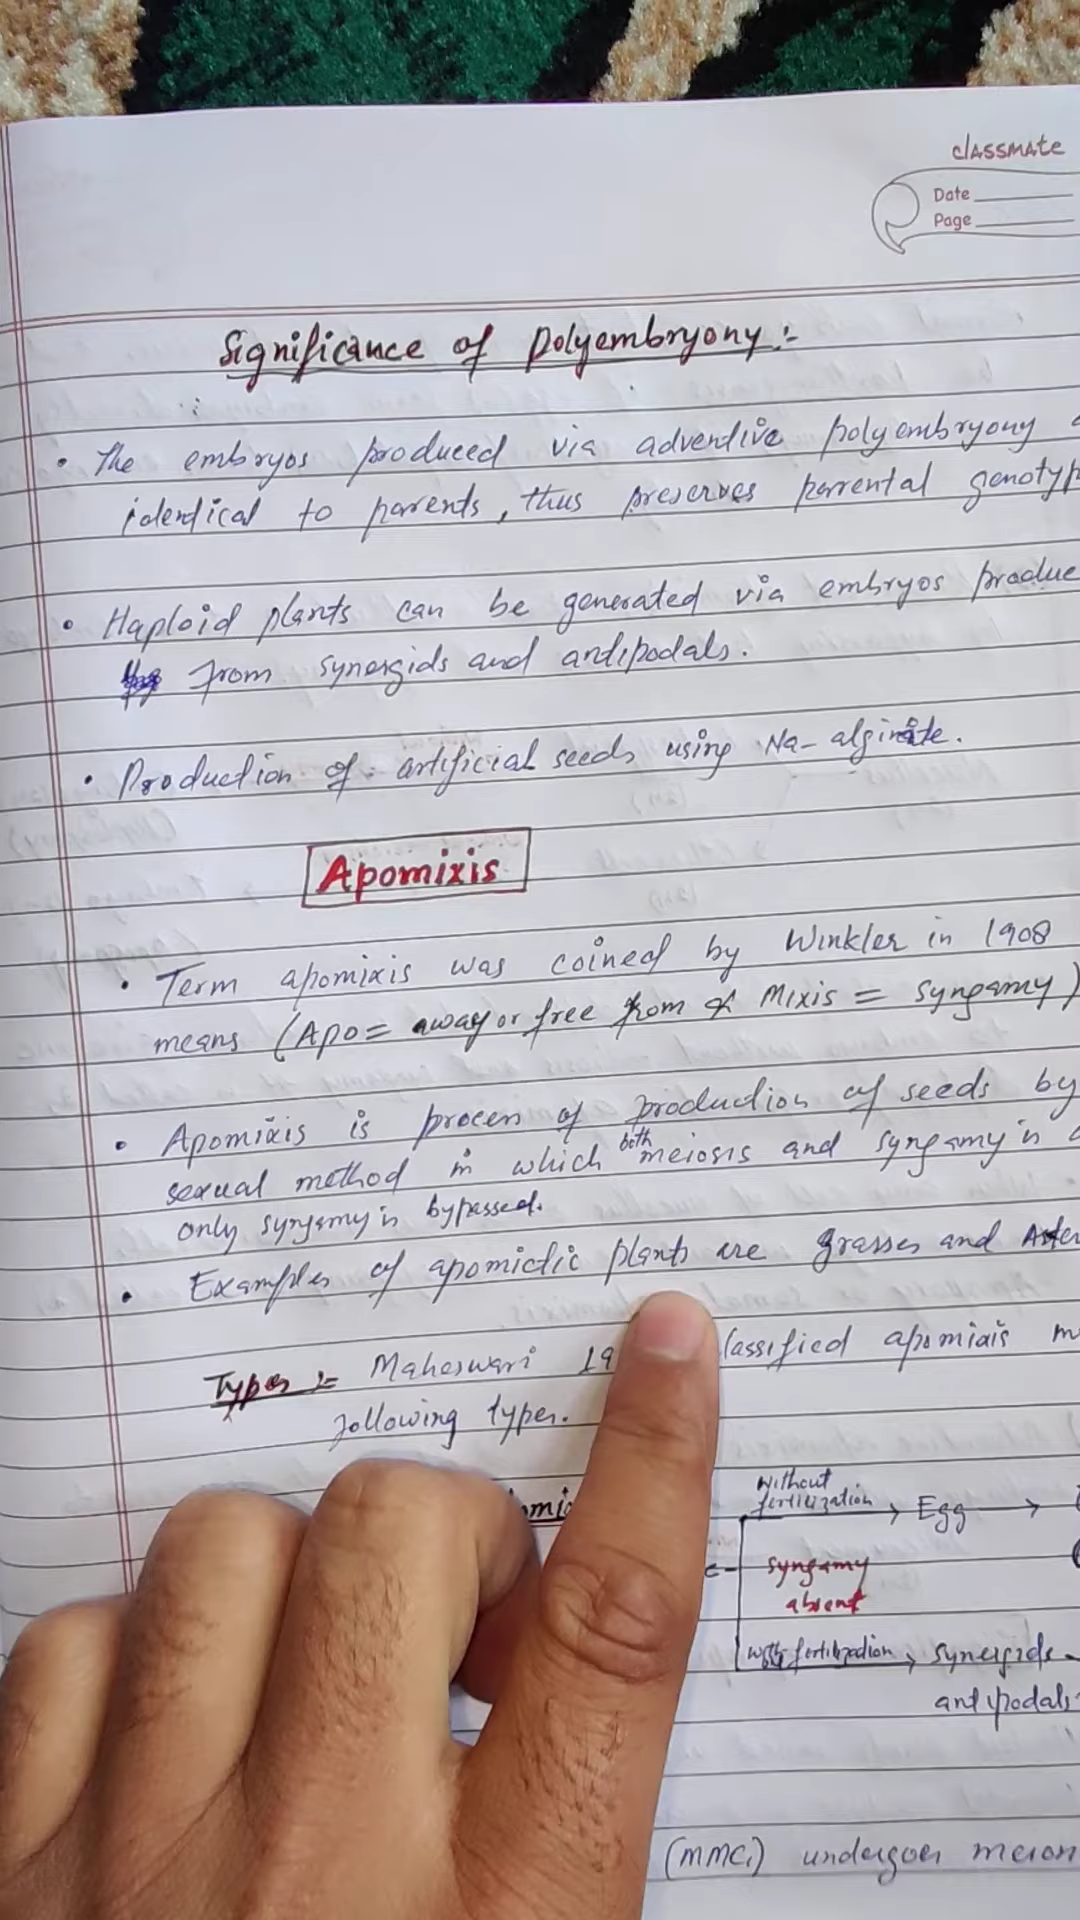 classmate
Date
Page
Significance of polyembryony :-
• The embryos produced via adventive polyembryony
identical to parents, thus preserves parental genotyp
• Haploid plants can be generated via embryos produc
from synergids and antipodals.
• Production of artificial seeds using Na- alginate.
Apomixis
• Term apomixis was coined by Winkler in 1908
means (Apo= away or free from & Mixis = syngamy)
• Apomixis is process of production of seeds by
sexual method in which both meiosis and syngamy is
only syngamy is bypassed.
• Examples of apomictic plants are grasses and Aster
Types :- Maheswari 19 lassified apomixis
following types.
without
fertilization → Egg →
syngamy
absent
with fertilization → synergids
antipodals
(MMC) undergoes meios